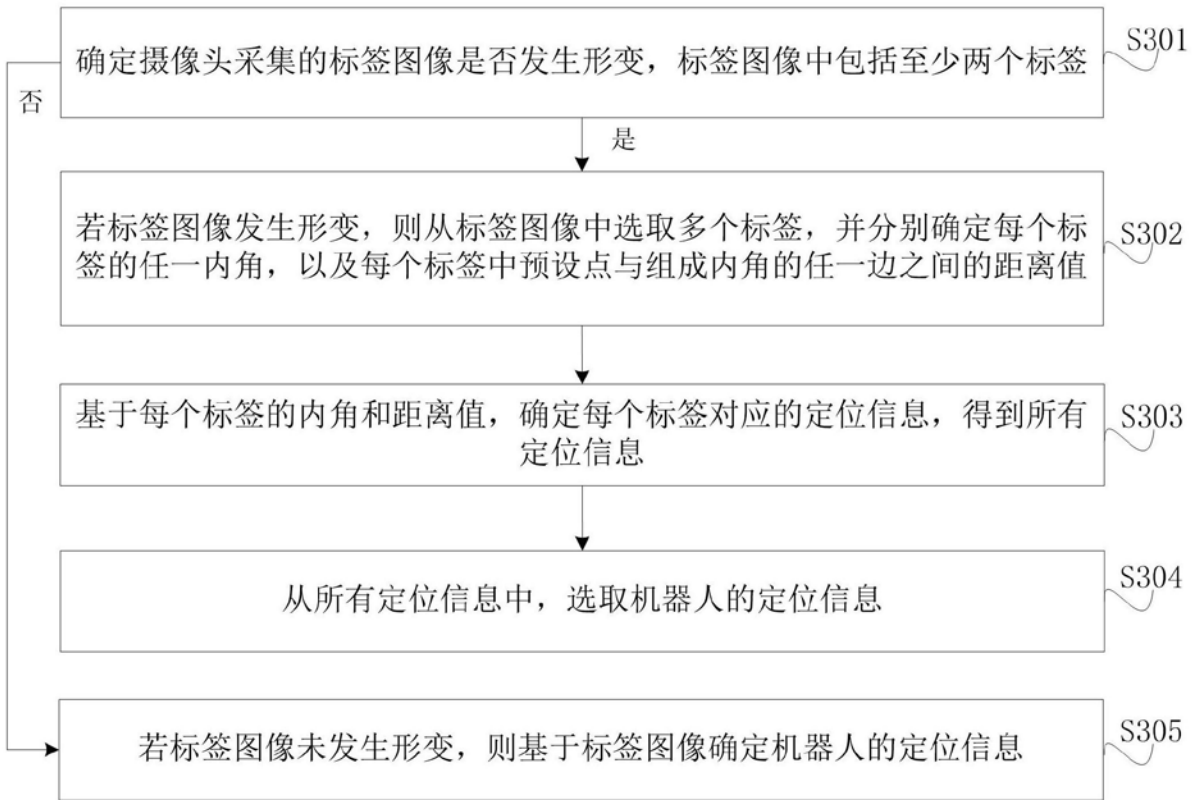 确定摄像头采集的标签图像是否发生形变，标签图像中包括至少两个标签
S301
否
是
若标签图像发生形变，则从标签图像中选取多个标签，并分别确定每个标
签的任一内角，以及每个标签中预设点与组成内角的任一边之间的距离值
S302
基于每个标签的内角和距离值，确定每个标签对应的定位信息，得到所有
定位信息
S303
从所有定位信息中，选取机器人的定位信息
S304
若标签图像未发生形变，则基于标签图像确定机器人的定位信息
S305